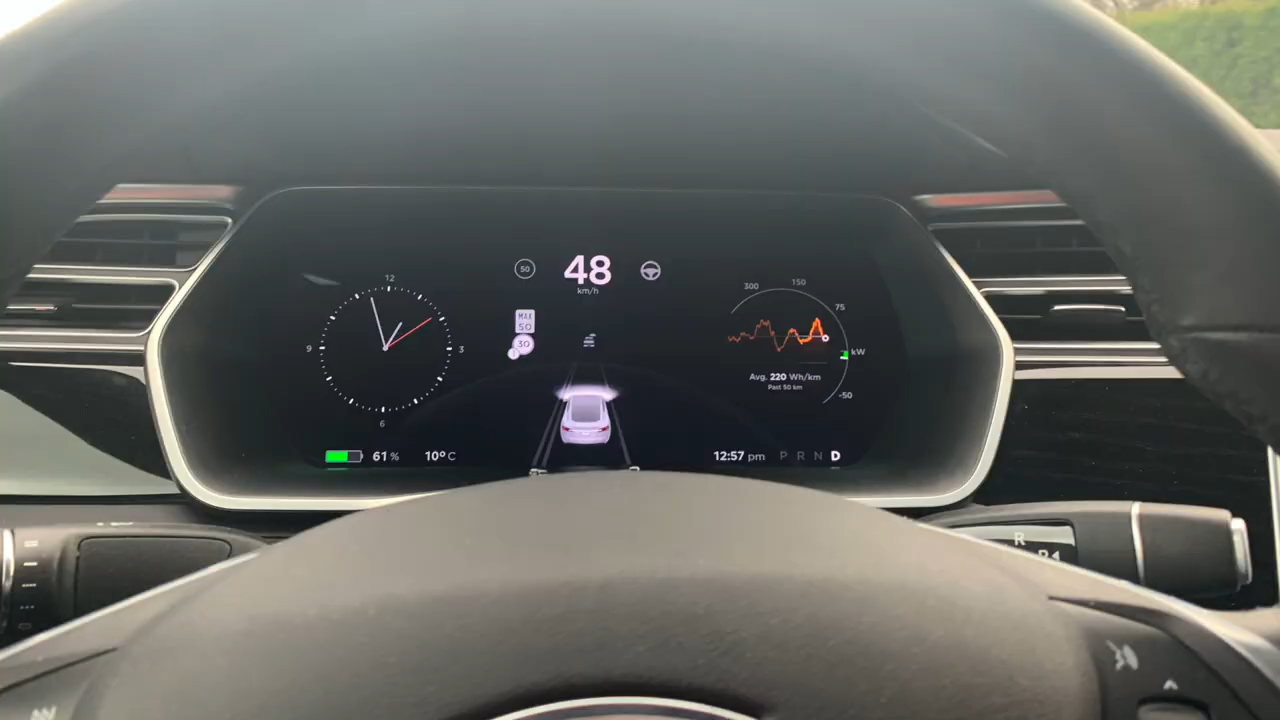 50
48
km/h
MAX
50
30
12
3
6
9
300
150
75
kW
-50
Avg. 220 Wh/km
Past 50 km
61 %
10° C
12:57 pm
P R N D
R